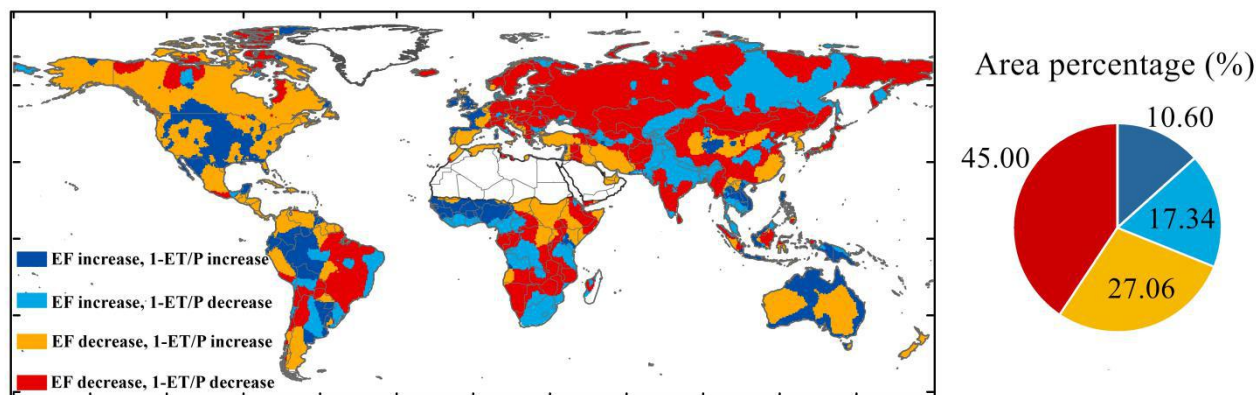 EF increase, 1-ET/P increase
EF increase, 1-ET/P decrease
EF decrease, 1-ET/P increase
EF decrease, 1-ET/P decrease
Area percentage (%)
10.60
45.00
17.34
27.06